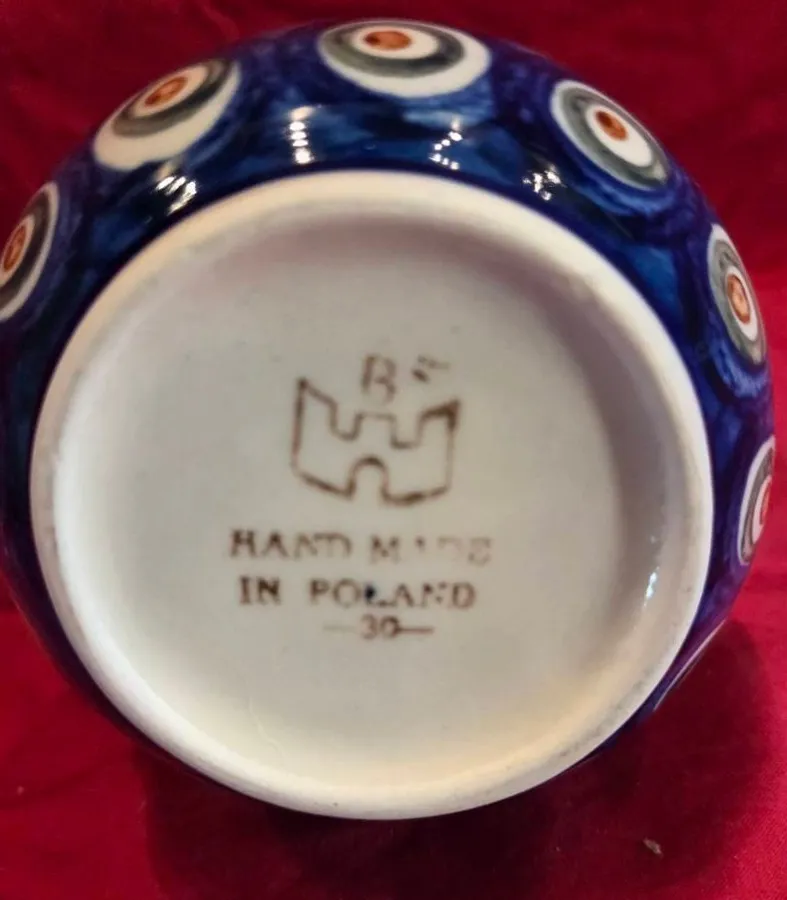 B
HAND MADE
IN POLAND
—30—